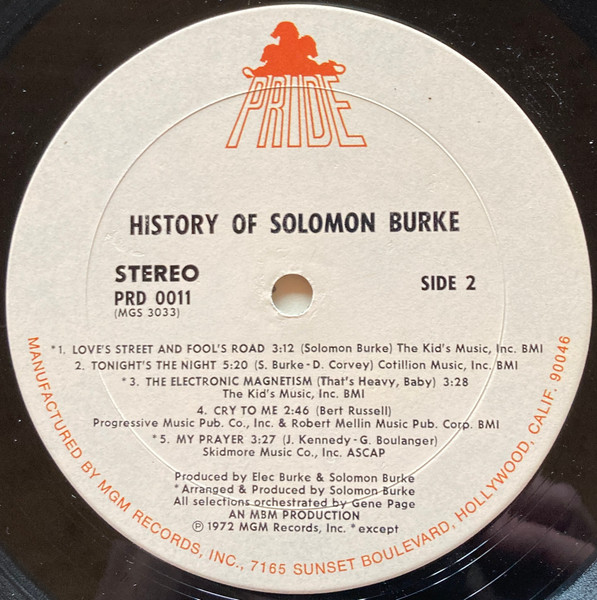 PRIDE
HISTORY OF SOLOMON BURKE
STEREO
PRD 0011
(MGS 3033)
SIDE 2
*1. LOVE'S STREET AND FOOL'S ROAD 3:12 (Solomon Burke) The Kid's Music, Inc. BMI
2. TONIGHT'S THE NIGHT 5:20 (S. Burke - D. Corvey) Cotillion Music, Inc. BMI
*3. THE ELECTRONIC MAGNETISM (That's Heavy, Baby) 3:28
The Kid's Music, Inc. BMI
4. CRY TO ME 2:46 (Bert Russell)
Progressive Music Pub. Co., Inc. & Robert Mellin Music Pub. Corp. BMI
*5. MY PRAYER 3:27 (J. Kennedy - G. Boulanger)
Skidmore Music Co., Inc. ASCAP
Produced by Elec Burke & Solomon Burke
*Arranged & Produced by Solomon Burke
All selections orchestrated by Gene Page
AN MBM PRODUCTION
Ⓟ 1972 MGM Records, Inc. * except
MANUFACTURED BY MGM RECORDS, INC., 7165 SUNSET BOULEVARD, HOLLYWOOD, CALIF. 90046